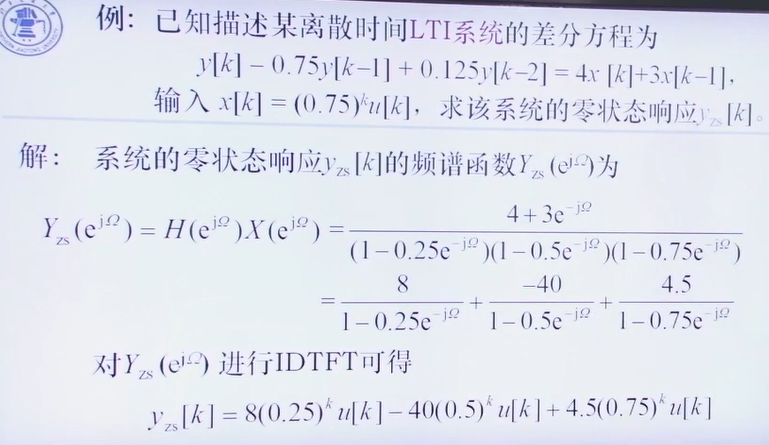 例: 已知描述某离散时间LTI系统的差分方程为
y[k]－0.75y[k–1] + 0.125y[k–2] = 4x [k]+3x[k–1],
输入 x[k] = (0.75)ᵏu[k], 求该系统的零状态响应y_zs [k]。
解: 系统的零状态响应y_zs [k]的频谱函数Y_zs (e^{jΩ})为
Y_zs (e^{jΩ}) = H(e^{jΩ})X(e^{jΩ}) = (4 + 3e^{-jΩ}) / ((1–0.25e^{-jΩ})(1–0.5e^{-jΩ})(1–0.75e^{-jΩ}))
= 8 / (1–0.25e^{-jΩ}) + –40 / (1–0.5e^{-jΩ}) + 4.5 / (1–0.75e^{-jΩ})
对Y_zs (e^{jΩ}) 进行IDTFT可得
y_zs [k] = 8(0.25)ᵏ u[k]－40(0.5)ᵏ u[k] + 4.5(0.75)ᵏ u[k]